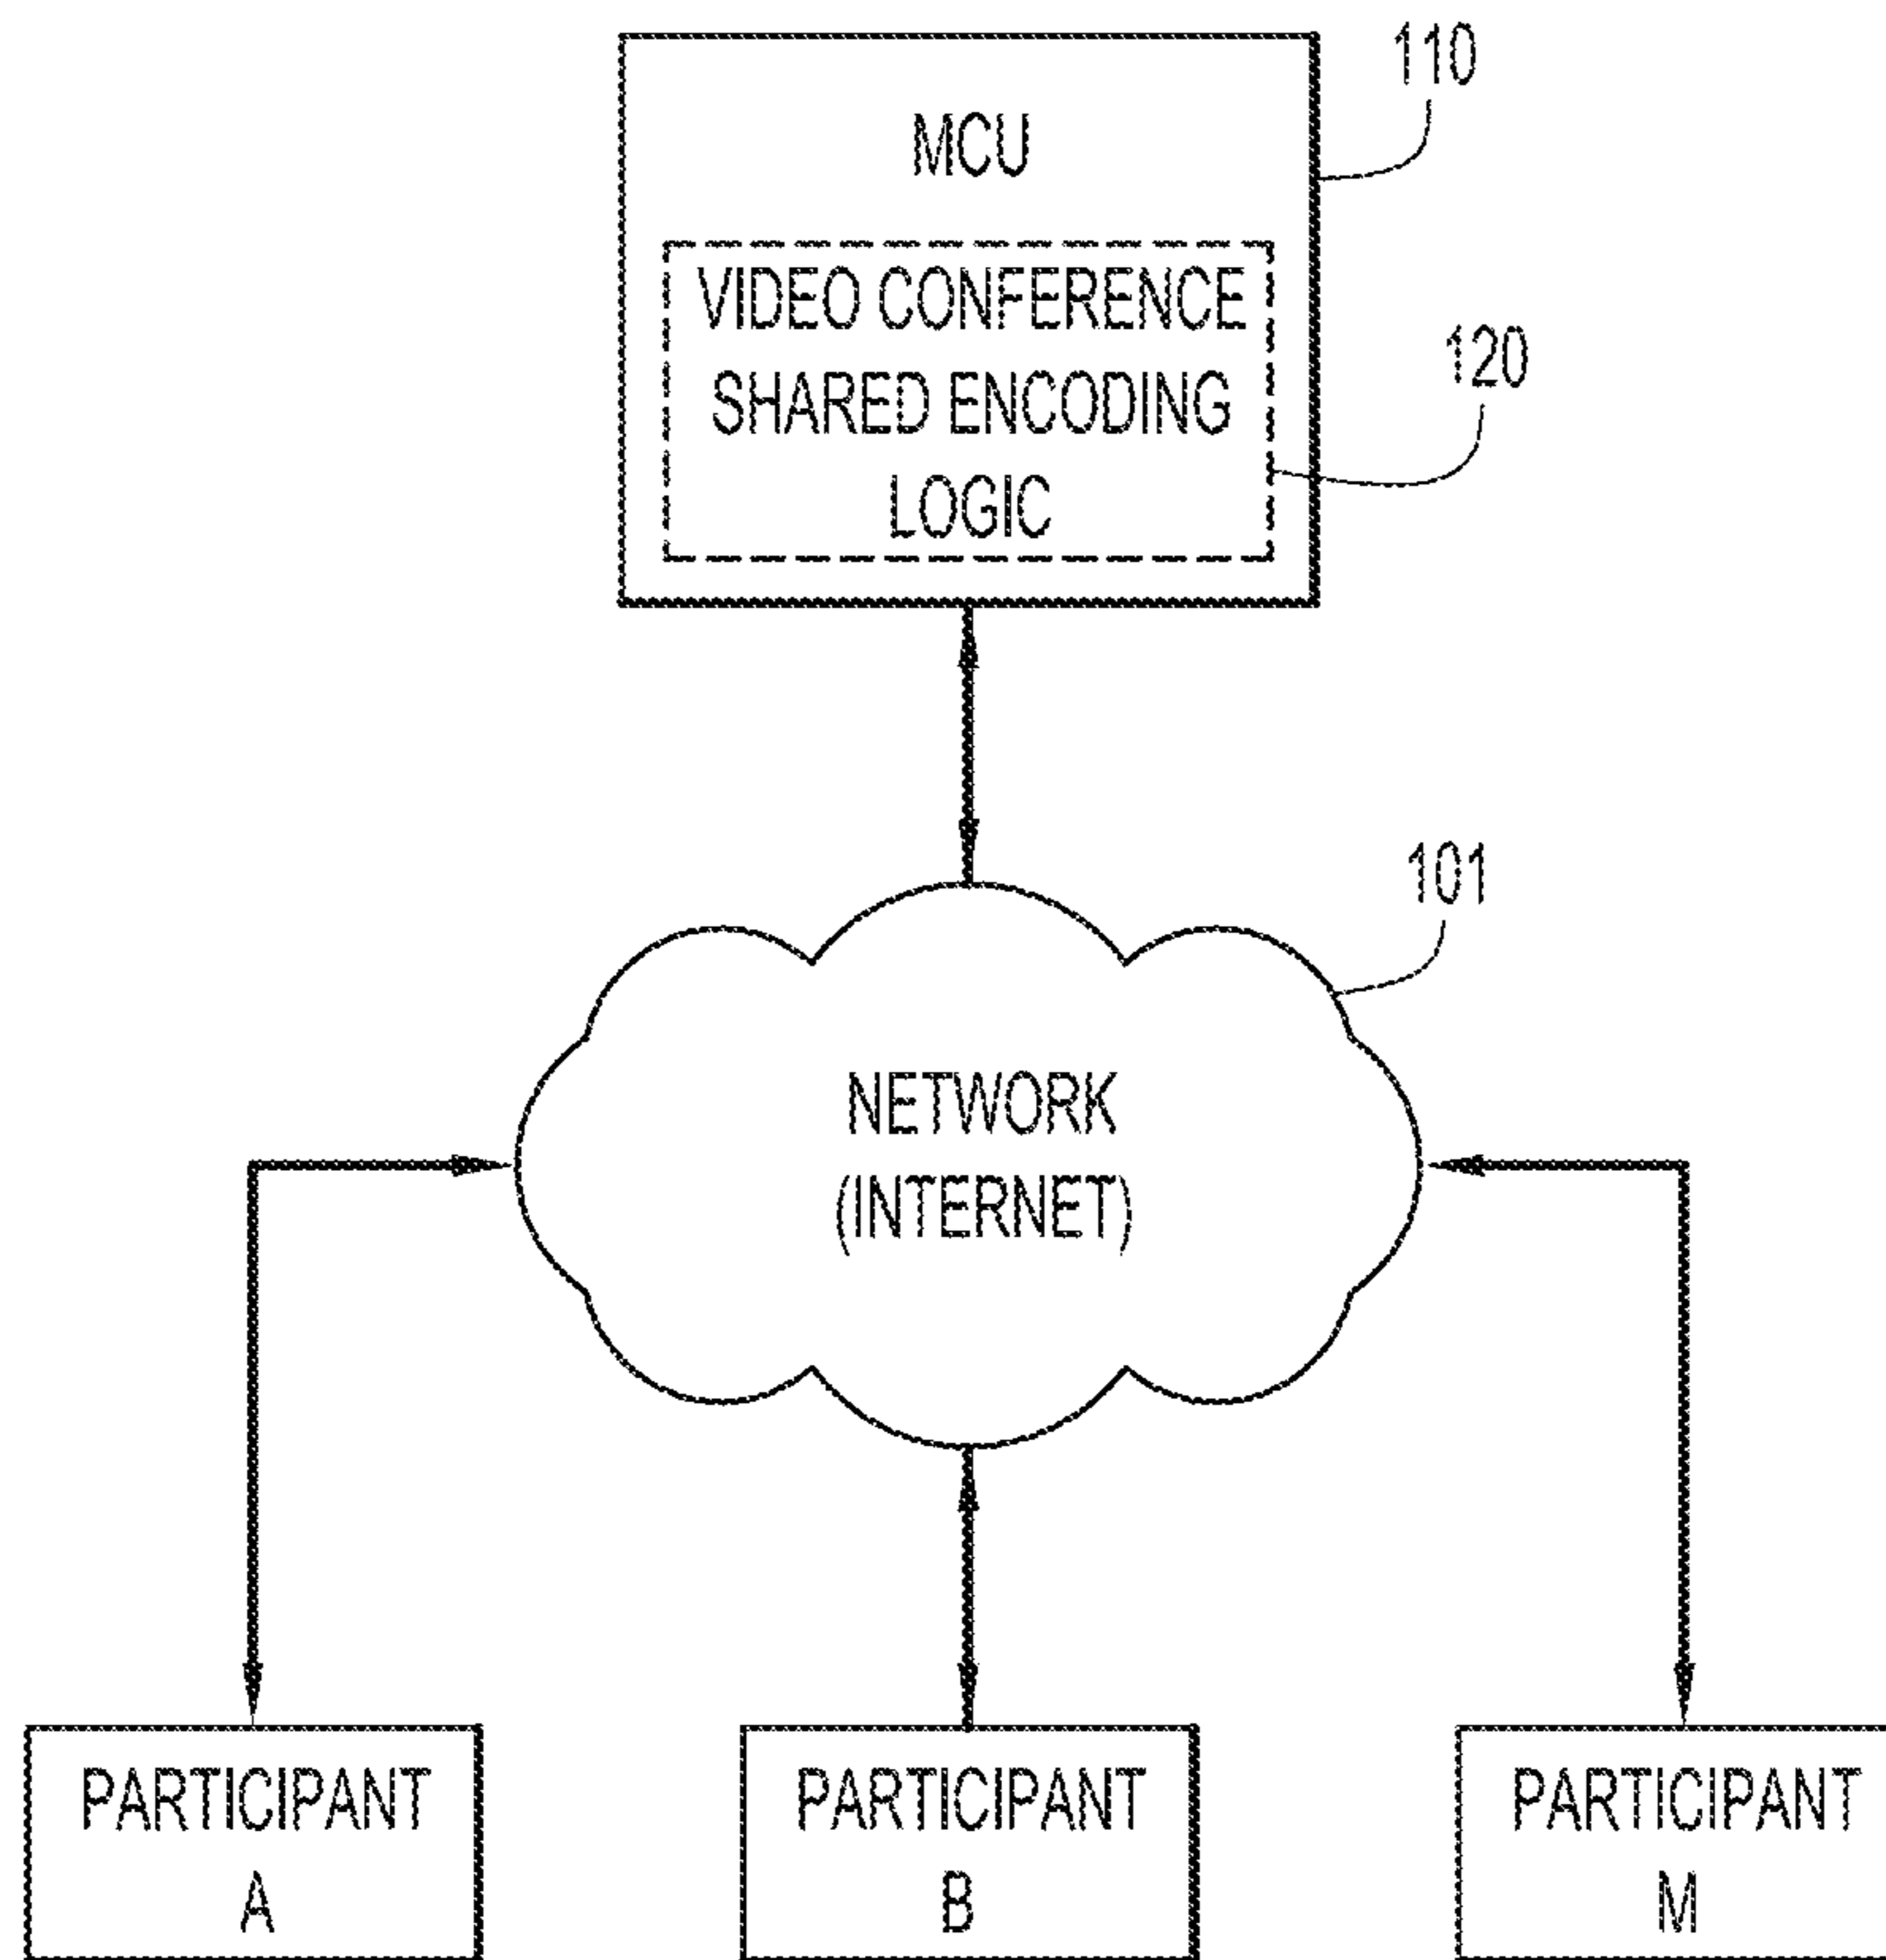 110
MCU
VIDEO CONFERENCE
SHARED ENCODING
LOGIC
120
101
NETWORK
(INTERNET)
PARTICIPANT
A
PARTICIPANT
B
PARTICIPANT
M